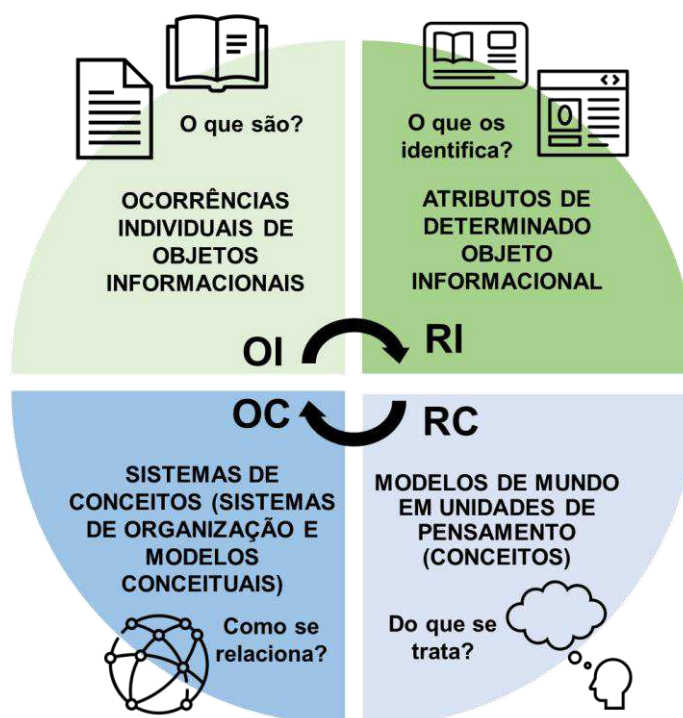 O que são?
OCORRÊNCIAS
INDIVIDUAIS DE
OBJETOS
INFORMACIONAIS
OI
O que os
identifica?
ATRIBUTOS DE
DETERMINADO
OBJETO
INFORMACIONAL
RI
OC
SISTEMAS DE
CONCEITOS (SISTEMAS
DE ORGANIZAÇÃO E
MODELOS
CONCEITUAIS)
Como se
relaciona?
RC
MODELOS DE MUNDO
EM UNIDADES DE
PENSAMENTO
(CONCEITOS)
Do que se
trata?